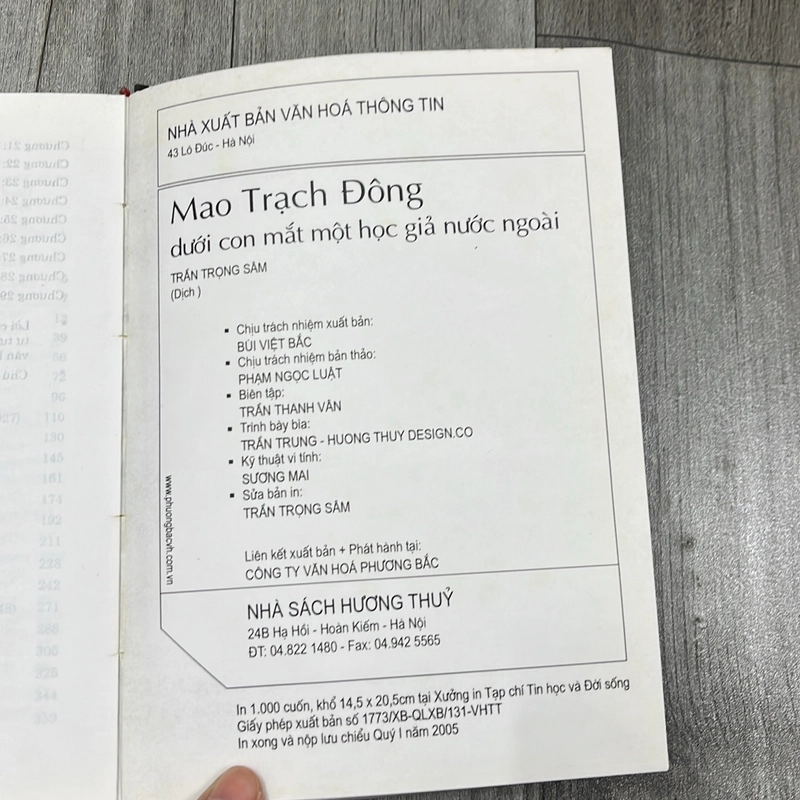 NHÀ XUẤT BẢN VĂN HOÁ THÔNG TIN
43 Lò Đúc - Hà Nội
Mao Trạch Đông
dưới con mắt một học giả nước ngoài
TRẦN TRỌNG SÂM
(Dịch )
▪ Chịu trách nhiệm xuất bản:
BÙI VIỆT BẮC
▪ Chịu trách nhiệm bản thảo:
PHẠM NGỌC LUẬT
▪ Biên tập:
TRẦN THANH VÂN
▪ Trình bày bìa:
TRẦN TRUNG - HUONG THUY DESIGN.CO
▪ Kỹ thuật vi tính:
SƯƠNG MAI
▪ Sửa bản in:
TRẦN TRỌNG SÂM
www.phuongbacvh.com.vn
Liên kết xuất bản + Phát hành tại:
CÔNG TY VĂN HOÁ PHƯƠNG BẮC
NHÀ SÁCH HƯƠNG THUỶ
24B Hạ Hồi - Hoàn Kiếm - Hà Nội
ĐT: 04.822 1480 - Fax: 04.942 5565
In 1.000 cuốn, khổ 14,5 x 20,5cm tại Xưởng in Tạp chí Tin học và Đời sống
Giấy phép xuất bản số 1773/XB-QLXB/131-VHTT
In xong và nộp lưu chiểu Quý I năm 2005